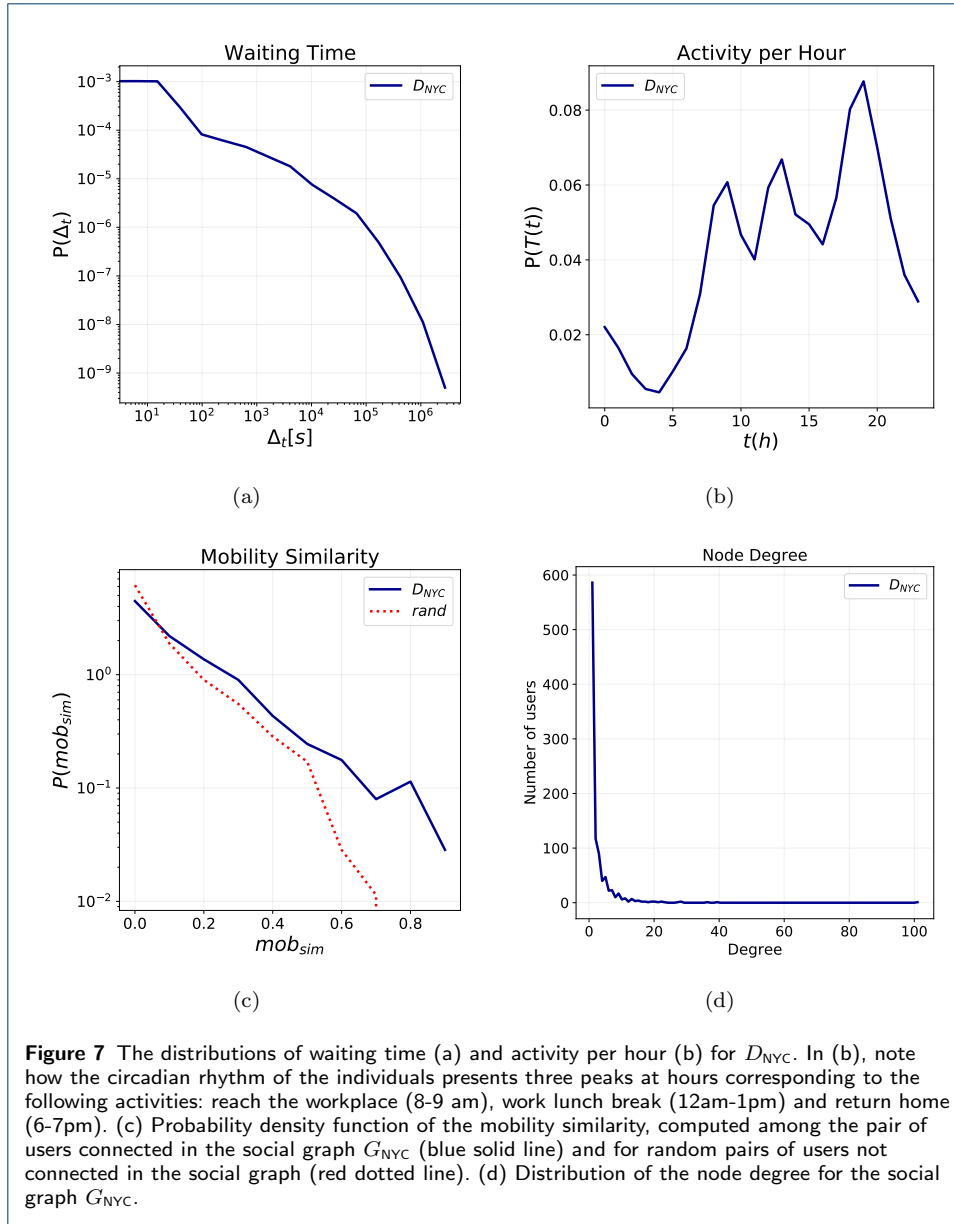 Waiting Time
D_NYC
P(Δ_t)
10^-3
10^-4
10^-5
10^-6
10^-7
10^-8
10^-9
10^1 10^2 10^3 10^4 10^5 10^6
Δ_t[s]
(a)
Activity per Hour
D_NYC
P(T(t))
0.08
0.06
0.04
0.02
0 5 10 15 20
t(h)
(b)
Mobility Similarity
D_NYC
rand
P(mob_sim)
10^0
10^-1
10^-2
0.0 0.2 0.4 0.6 0.8
mob_sim
(c)
Node Degree
D_NYC
Number of users
600
500
400
300
200
100
0
0 20 40 60 80 100
Degree
(d)
Figure 7 The distributions of waiting time (a) and activity per hour (b) for D_NYC. In (b), note
how the circadian rhythm of the individuals presents three peaks at hours corresponding to the
following activities: reach the workplace (8-9 am), work lunch break (12am-1pm) and return home
(6-7pm). (c) Probability density function of the mobility similarity, computed among the pair of
users connected in the social graph G_NYC (blue solid line) and for random pairs of users not
connected in the social graph (red dotted line). (d) Distribution of the node degree for the social
graph G_NYC.